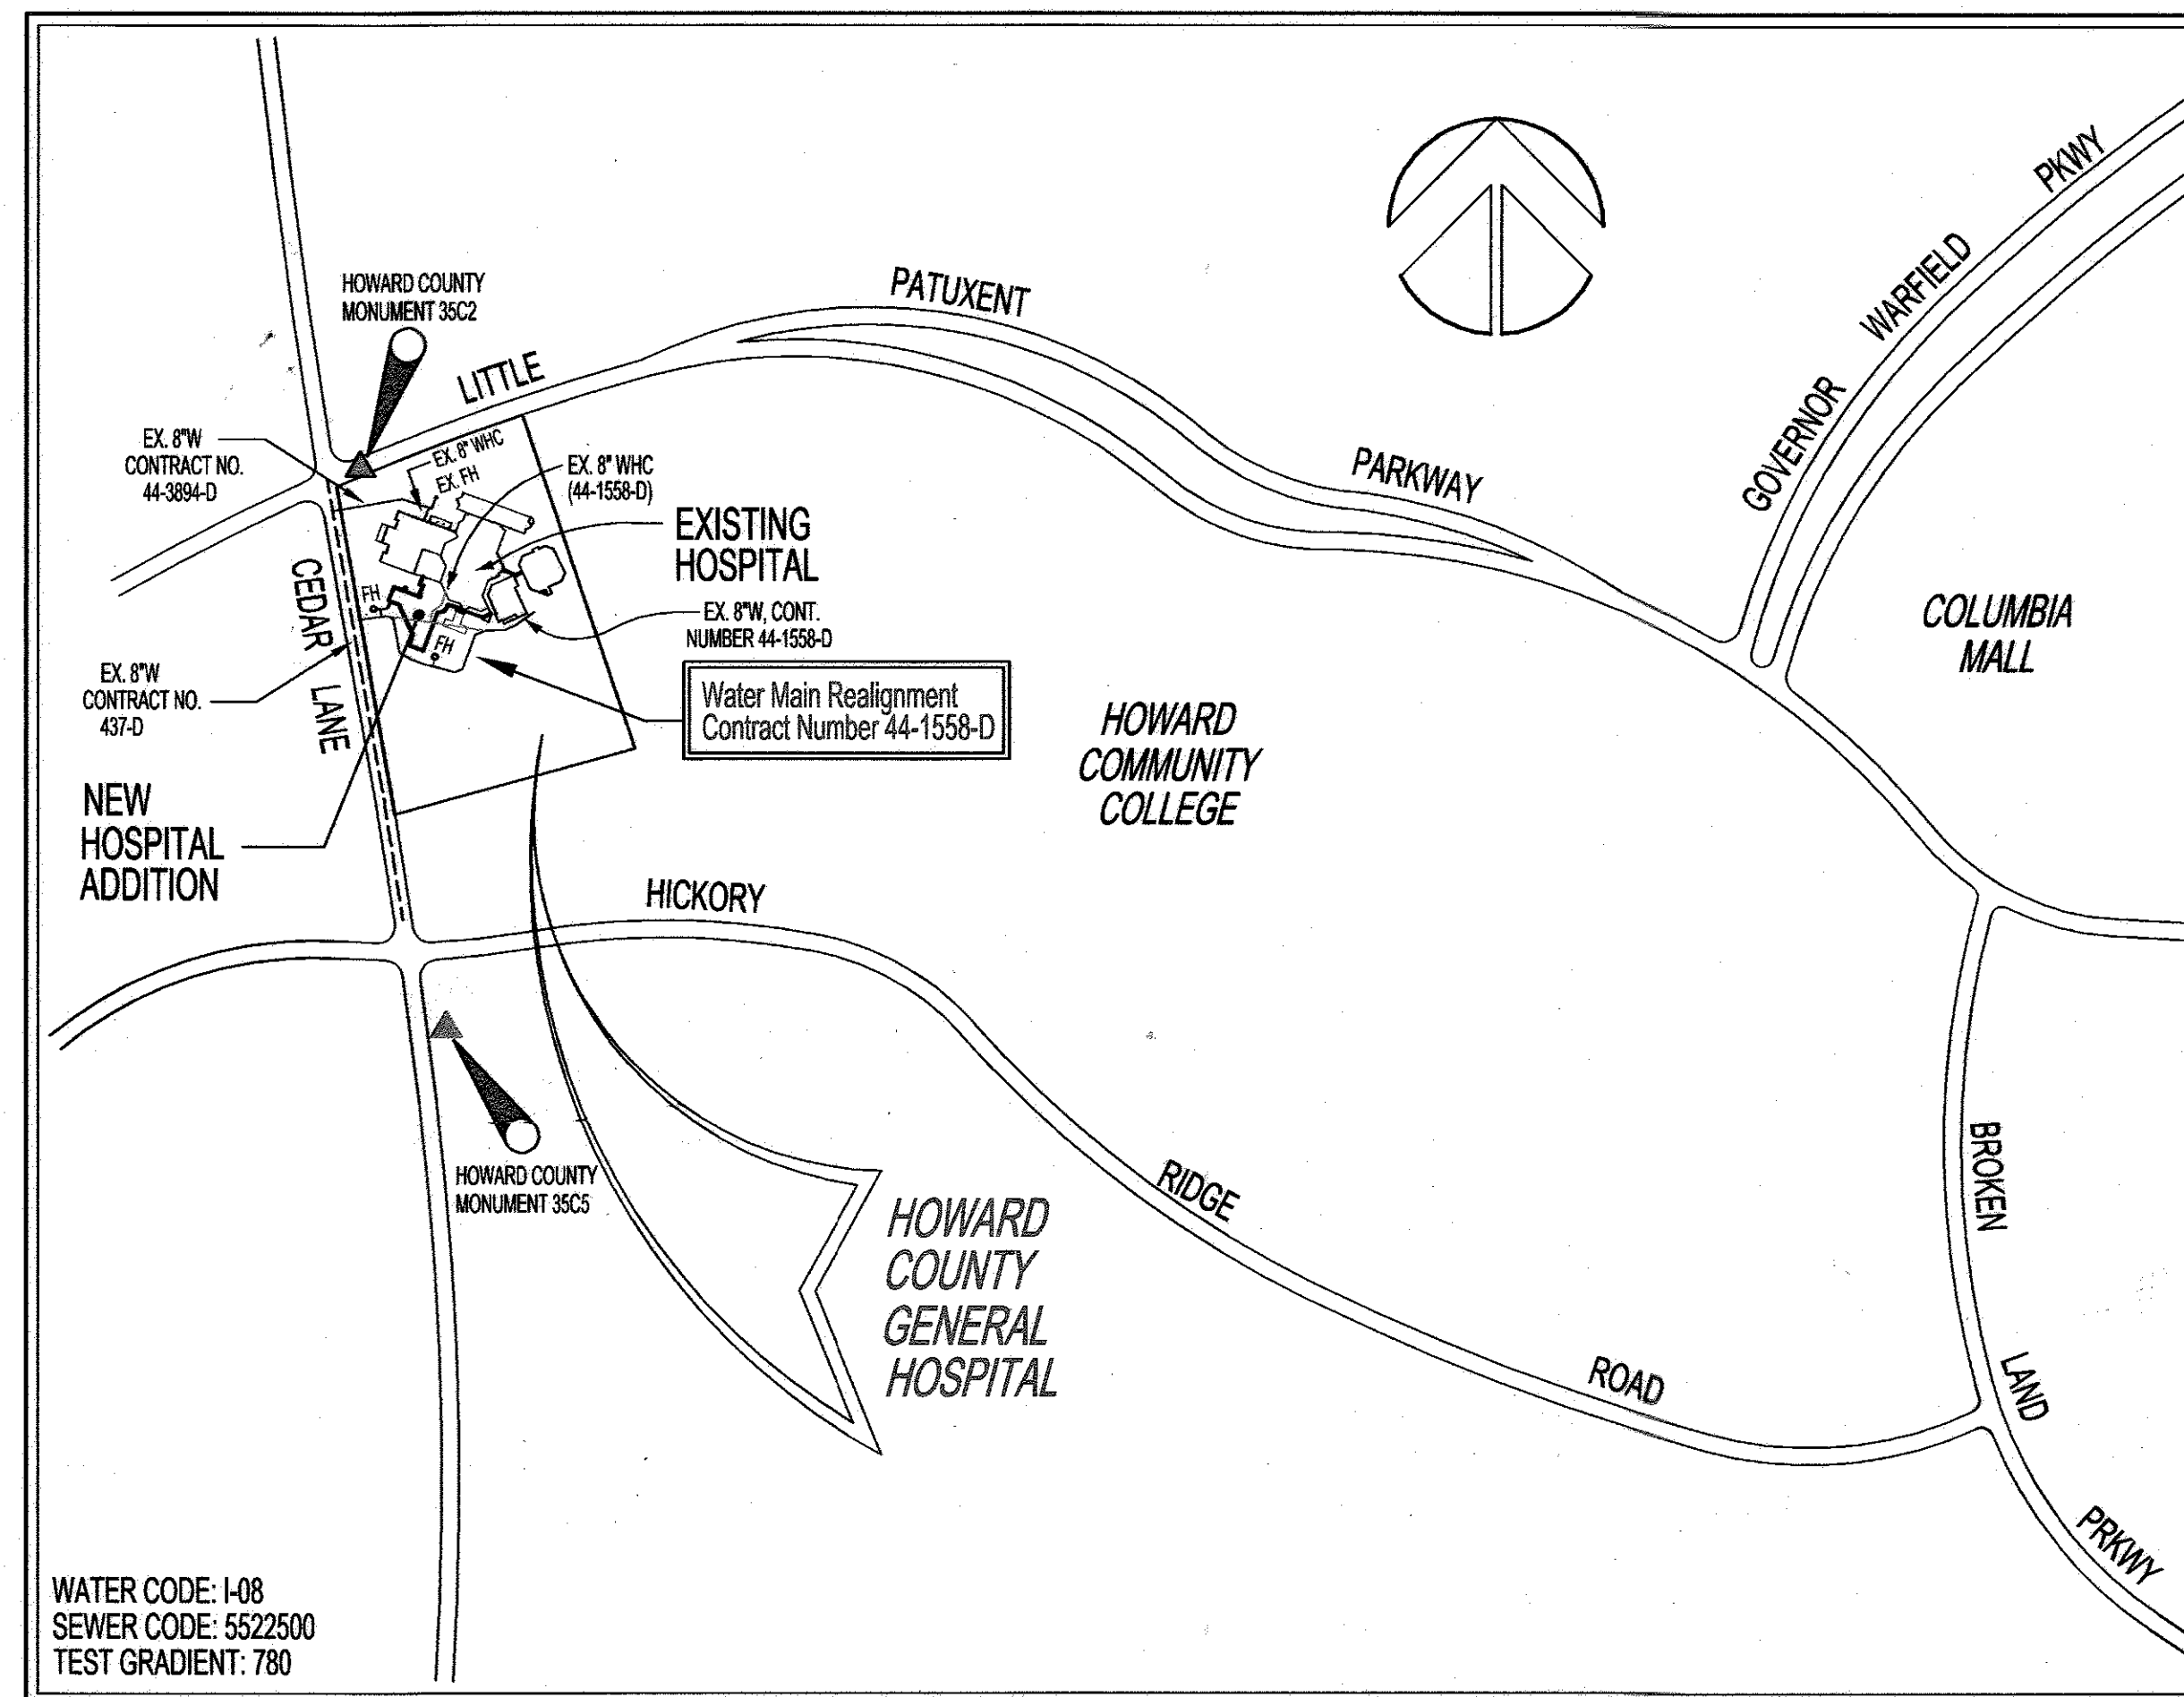 PKWY
WARFIELD
GOVERNOR
HOWARD COUNTY
MONUMENT 35C2
PATUXENT
LITTLE
PARKWAY
EX. 8"W
CONTRACT NO.
44-3894-D
EX. 8" WHC
EX. FH
EX. 8" WHC
(44-1558-D)
EXISTING
HOSPITAL
EX. 8"W, CONT.
NUMBER 44-1558-D
CEDAR
LANE
FH
FH
COLUMBIA
MALL
EX. 8"W
CONTRACT NO.
437-D
Water Main Realignment
Contract Number 44-1558-D
HOWARD
COMMUNITY
COLLEGE
NEW
HOSPITAL
ADDITION
HICKORY
RIDGE
ROAD
HOWARD COUNTY
MONUMENT 35C5
HOWARD
COUNTY
GENERAL
HOSPITAL
BROKEN
LAND
PRKWY
WATER CODE: I-08
SEWER CODE: 5522500
TEST GRADIENT: 780